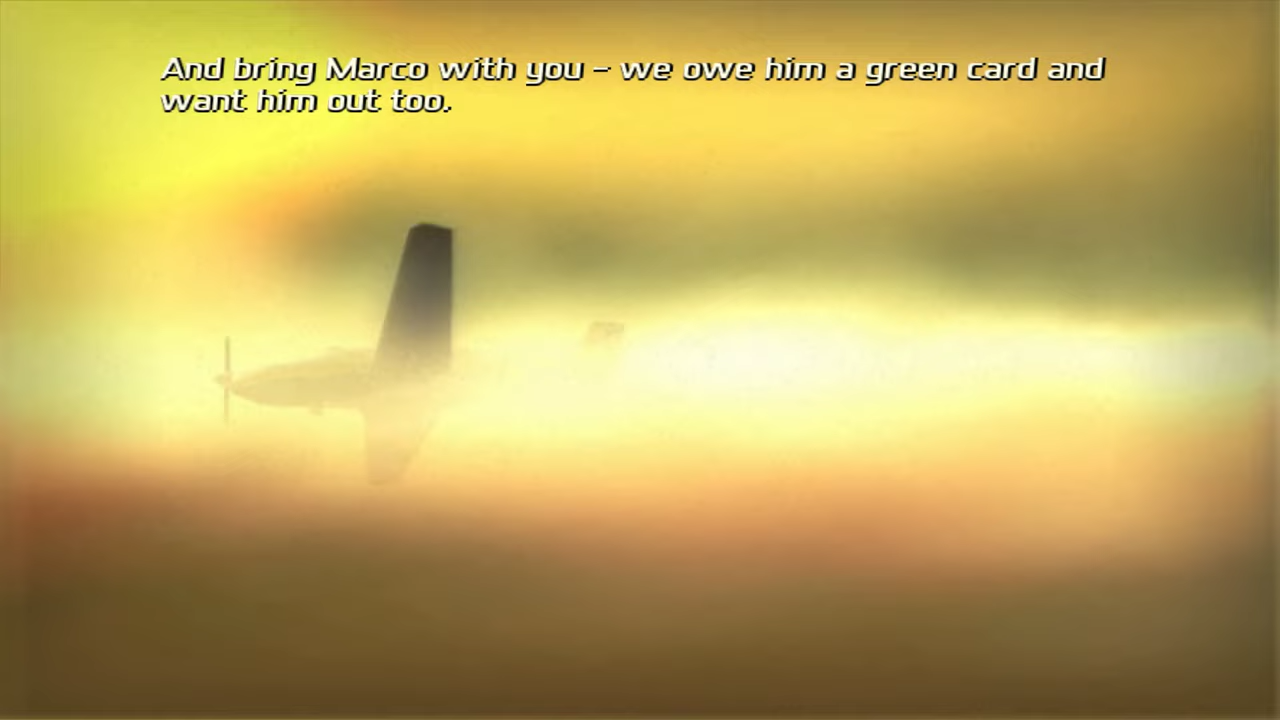 And bring Marco with you – we owe him a green card and
want him out too.